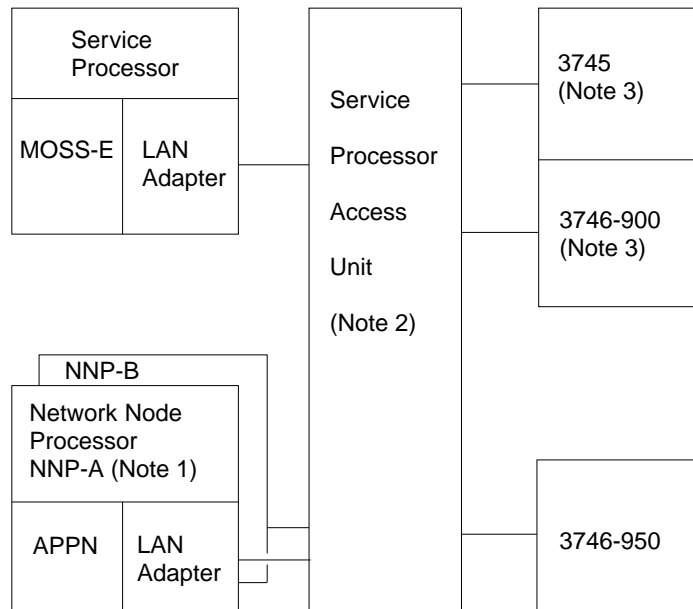 Service
Processor
MOSS-E
LAN
Adapter
Service
Processor
Access
Unit
(Note 2)
3745
(Note 3)
3746-900
(Note 3)
NNP-B
Network Node
Processor
NNP-A (Note 1)
APPN
LAN
Adapter
3746-950